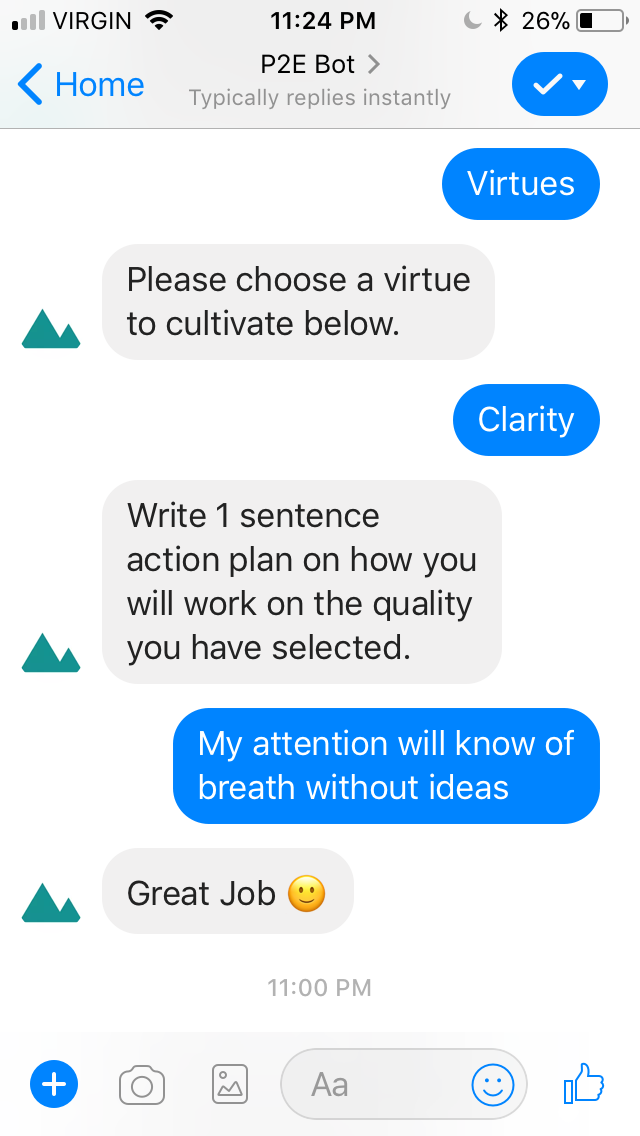 VIRGIN 11:24 PM 26%
P2E Bot
Home
Typically replies instantly
Virtues
Please choose a virtue
to cultivate below.
Clarity
Write 1 sentence
action plan on how you
will work on the quality
you have selected.
My attention will know of
breath without ideas
Great Job 🙂
11:00 PM
Aa